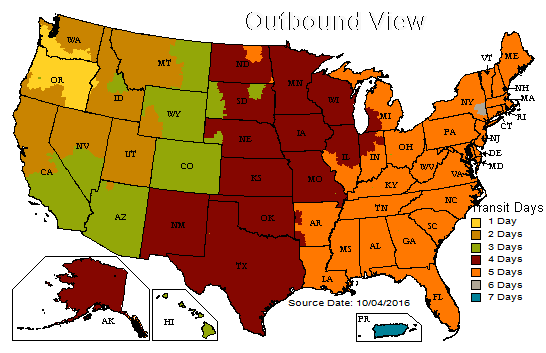 Outbound View
WA
MT
ND
MN
ME
VT
OR
ID
SD
WI
MI
NY
NH
MA
WY
RI
CT
NE
IA
PA
NJ
NV
UT
CO
IL
IN
OH
DE
MD
CA
KS
MO
WV
VA
KY
NC
AZ
NM
OK
AR
TN
SC
TX
MS
AL
GA
LA
FL
AK
HI
PR
Transit Days
1 Day
2 Days
3 Days
4 Days
5 Days
6 Days
7 Days
Source Date: 10/04/2016